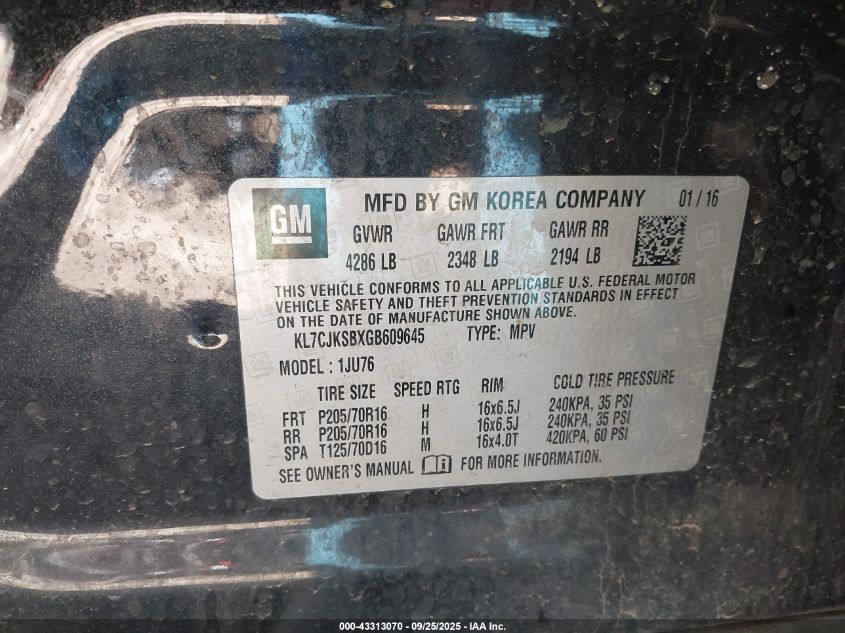 GM
MFD BY GM KOREA COMPANY 01 / 16
GVWR GAWR FRT GAWR RR
4286 LB 2348 LB 2194 LB
THIS VEHICLE CONFORMS TO ALL APPLICABLE U.S. FEDERAL MOTOR
VEHICLE SAFETY AND THEFT PREVENTION STANDARDS IN EFFECT
ON THE DATE OF MANUFACTURE SHOWN ABOVE.
KL7CJKSBXGB609645 TYPE: MPV
MODEL : 1JU76
TIRE SIZE SPEED RTG RIM COLD TIRE PRESSURE
FRT P205/70R16 H 16x6.5J 240KPA, 35 PSI
RR P205/70R16 H 16x6.5J 240KPA, 35 PSI
SPA T125/70D16 M 16x4.0T 420KPA, 60 PSI
SEE OWNER'S MANUAL FOR MORE INFORMATION.
000-43313070 - 09/25/2025 - IAA Inc.